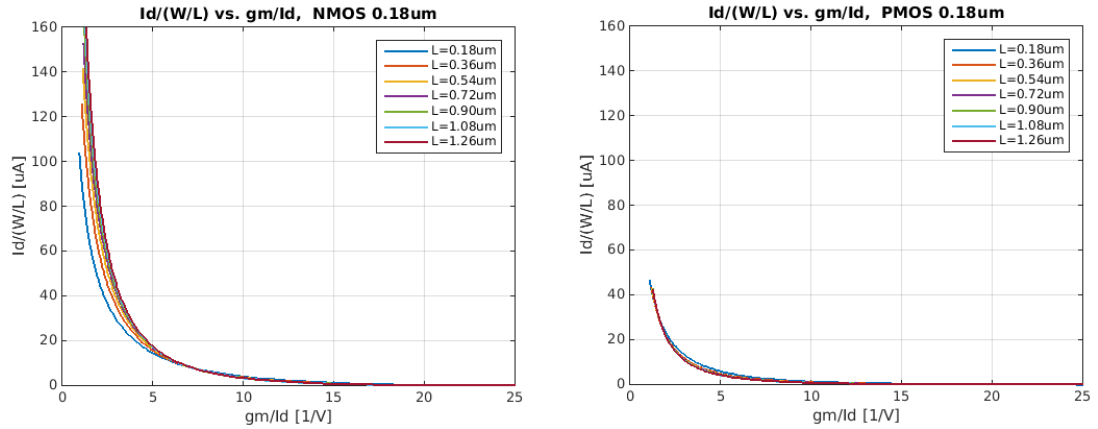 Id/(W/L) vs. gm/Id, NMOS 0.18um
160
140
120
100
80
60
40
20
0
Id/(W/L) [uA]
0 5 10 15 20 25
gm/Id [1/V]
L=0.18um
L=0.36um
L=0.54um
L=0.72um
L=0.90um
L=1.08um
L=1.26um
Id/(W/L) vs. gm/Id, PMOS 0.18um
160
140
120
100
80
60
40
20
0
Id/(W/L) [uA]
0 5 10 15 20 25
gm/Id [1/V]
L=0.18um
L=0.36um
L=0.54um
L=0.72um
L=0.90um
L=1.08um
L=1.26um